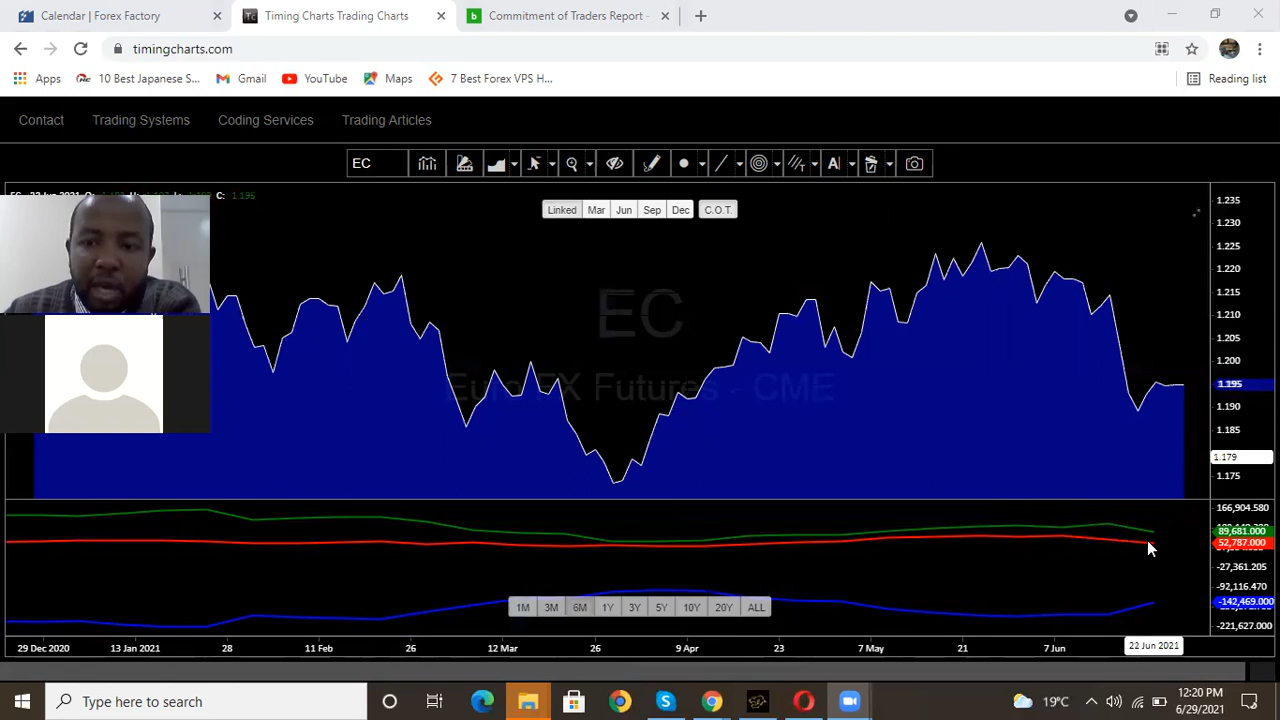 Calendar | Forex Factory
Timing Charts Trading Charts
Commitment of Traders Report -
timingcharts.com
Apps
10 Best Japanese S...
Gmail
YouTube
Maps
7 Best Forex VPS H...
Reading list
Contact
Trading Systems
Coding Services
Trading Articles
EC
C: 1.195
Linked
Mar
Jun
Sep
Dec
C.O.T.
EC
Euro FX Futures - CME
1.235
1.230
1.225
1.220
1.215
1.210
1.205
1.200
1.195
1.190
1.185
1.179
1.175
166,904.580
89,681.000
52,787.000
-27,361.205
-92,116.470
-142,469.000
-221,627.000
1M
3M
6M
1Y
3Y
5Y
10Y
20Y
ALL
29 Dec 2020
13 Jan 2021
28
11 Feb
26
12 Mar
26
9 Apr
23
7 May
21
7 Jun
22 Jun 2021
Type here to search
19°C
12:20 PM
6/29/2021